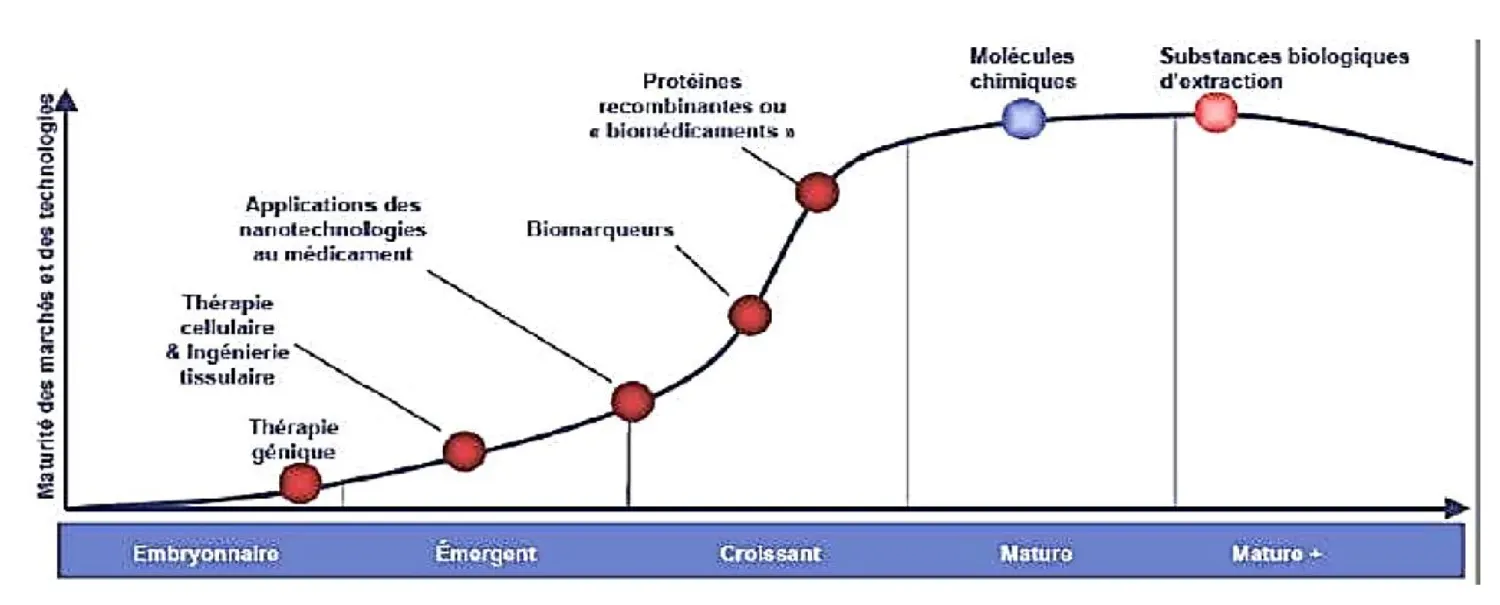 Maturité des marchés et des technologies
Thérapie
génique
Thérapie
cellulaire
& Ingénierie
tissulaire
Applications des
nanotechnologies
au médicament
Biomarqueurs
Protéines
recombinantes ou
« biomédicaments »
Molécules
chimiques
Substances biologiques
d'extraction
Embryonnaire
Émergent
Croissant
Mature
Mature +